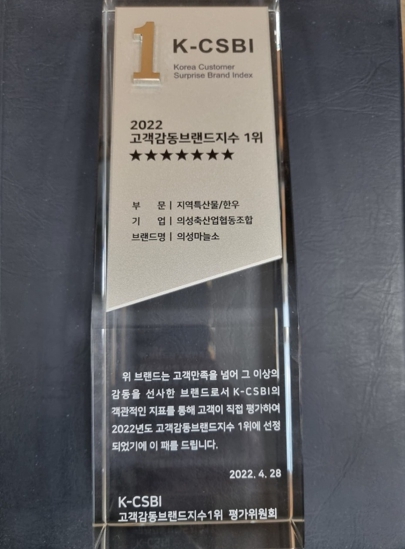 1 K-CSBI
Korea Customer
Surprise Brand Index
2022
고객감동브랜드지수 1위
★★★★★★★
부 문 | 지역특산물/한우
기 업 | 의성축산업협동조합
브랜드명 | 의성마늘소
위 브랜드는 고객만족을 넘어 그 이상의
감동을 선사한 브랜드로서 K-CSBI의
객관적인 지표를 통해 고객이 직접 평가하여
2022년도 고객감동브랜드지수 1위에 선정
되었기에 이 패를 드립니다.
2022. 4. 28
K-CSBI
고객감동브랜드지수1위 평가위원회